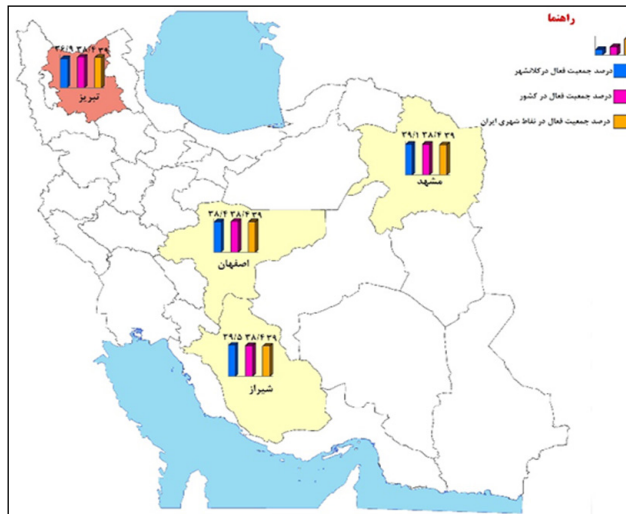 راهنما
درصد جمعیت فعال درکلانشهر
درصد جمعیت فعال در کشور
درصد جمعیت فعال در نقاط شهری ایران
۳۶/۹ ۳۸/۴ ۳۹
تبریز
۳۹/۱ ۳۸/۴ ۳۹
مشهد
۳۸/۴ ۳۸/۴ ۳۹
اصفهان
۳۹/۵ ۳۸/۴ ۳۹
شیراز